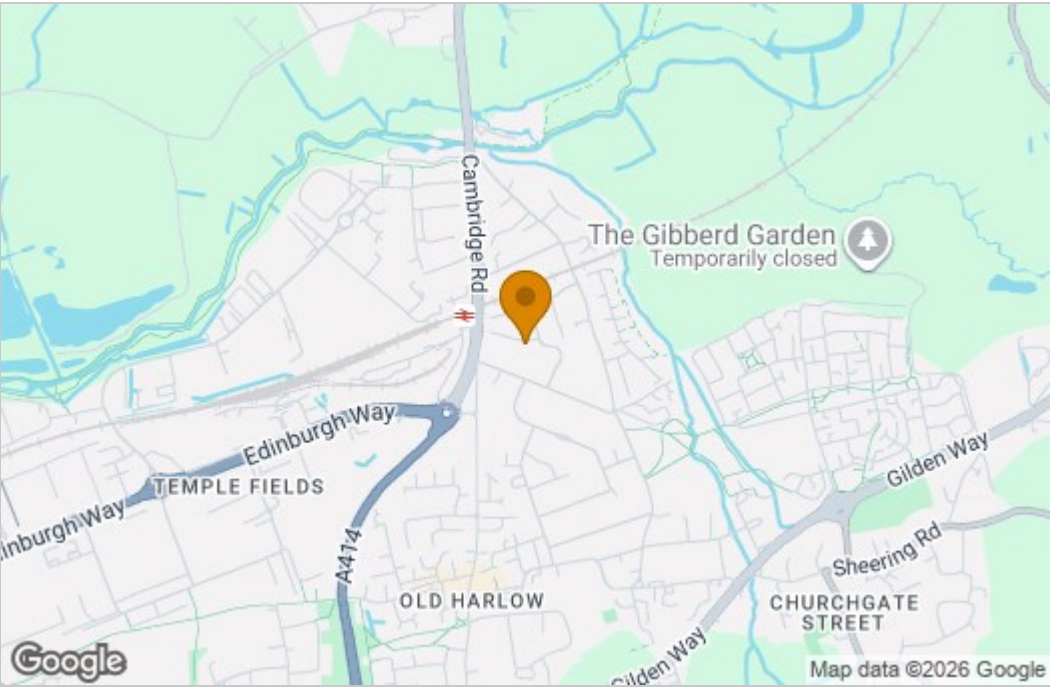 Cambridge Rd
The Gibberd Garden
Temporarily closed
Edinburgh Way
TEMPLE FIELDS
inburgh Way
Gilden Way
A414
Sheering Rd
OLD HARLOW
CHURCHGATE
STREET
Gilden Way
Google
Map data ©2026 Google